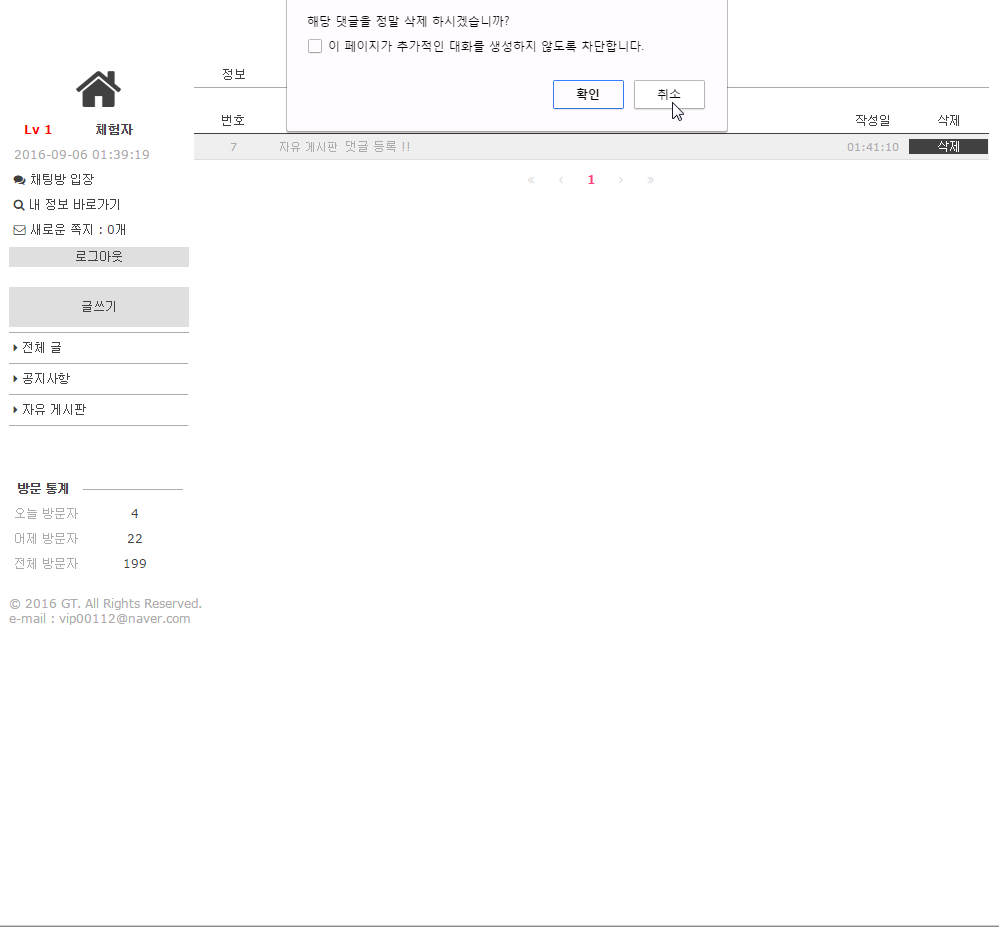 해당 댓글을 정말 삭제 하시겠습니까?
이 페이지가 추가적인 대화를 생성하지 않도록 차단합니다.
확인 취소
정보
번호 작성일 삭제
7 자유 게시판 댓글 등록 !! 01:41:10 삭제
« ‹ 1 › »
Lv 1 체험자
2016-09-06 01:39:19
채팅방 입장
내 정보 바로가기
새로운 쪽지 : 0개
로그아웃
글쓰기
전체 글
공지사항
자유 게시판
방문 통계
오늘 방문자 4
어제 방문자 22
전체 방문자 199
© 2016 GT. All Rights Reserved.
e-mail : vip00112@naver.com